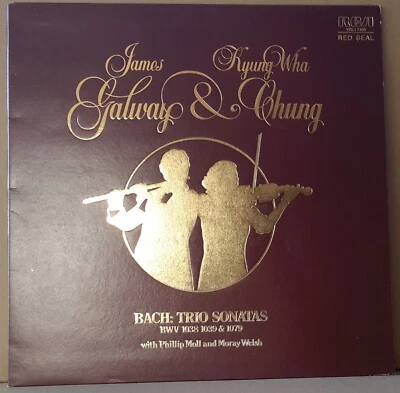 RCA
RED SEAL
James Kyung Wha
Galway & Chung
BACH: TRIO SONATAS
BWV 1038 1039 & 1079
with Phillip Moll and Moray Welsh